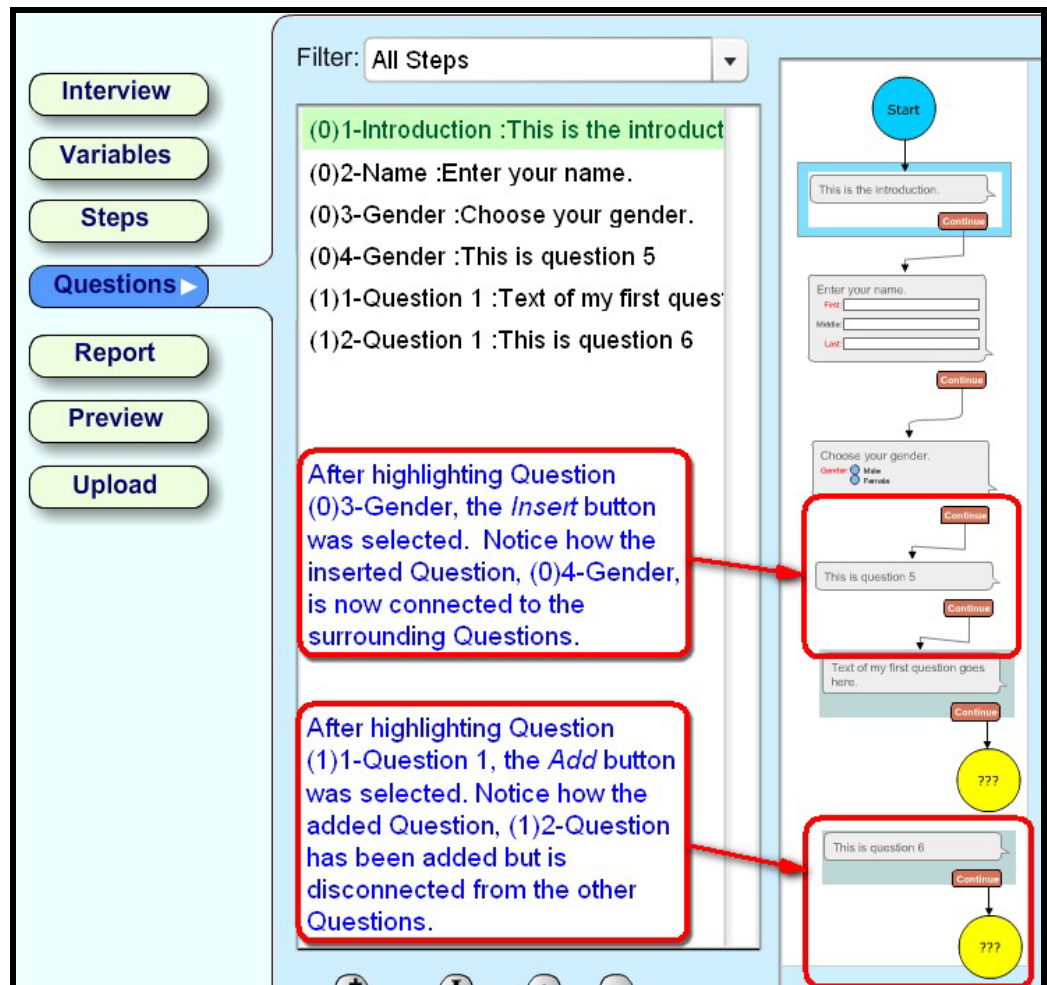 Interview
Variables
Steps
Questions
Report
Preview
Upload
Filter: All Steps
(0)1-Introduction :This is the introduct
(0)2-Name :Enter your name.
(0)3-Gender :Choose your gender.
(0)4-Gender :This is question 5
(1)1-Question 1 :Text of my first ques
(1)2-Question 1 :This is question 6
After highlighting Question
(0)3-Gender, the Insert button
was selected. Notice how the
inserted Question, (0)4-Gender,
is now connected to the
surrounding Questions.
After highlighting Question
(1)1-Question 1, the Add button
was selected. Notice how the
added Question, (1)2-Question
has been added but is
disconnected from the other
Questions.
Start
This is the introduction.
Continue
Enter your name.
First:
Middle:
Last:
Continue
Choose your gender.
Gender Male
Female
Continue
This is question 5
Continue
Text of my first question goes
here.
Continue
???
This is question 6
Continue
???